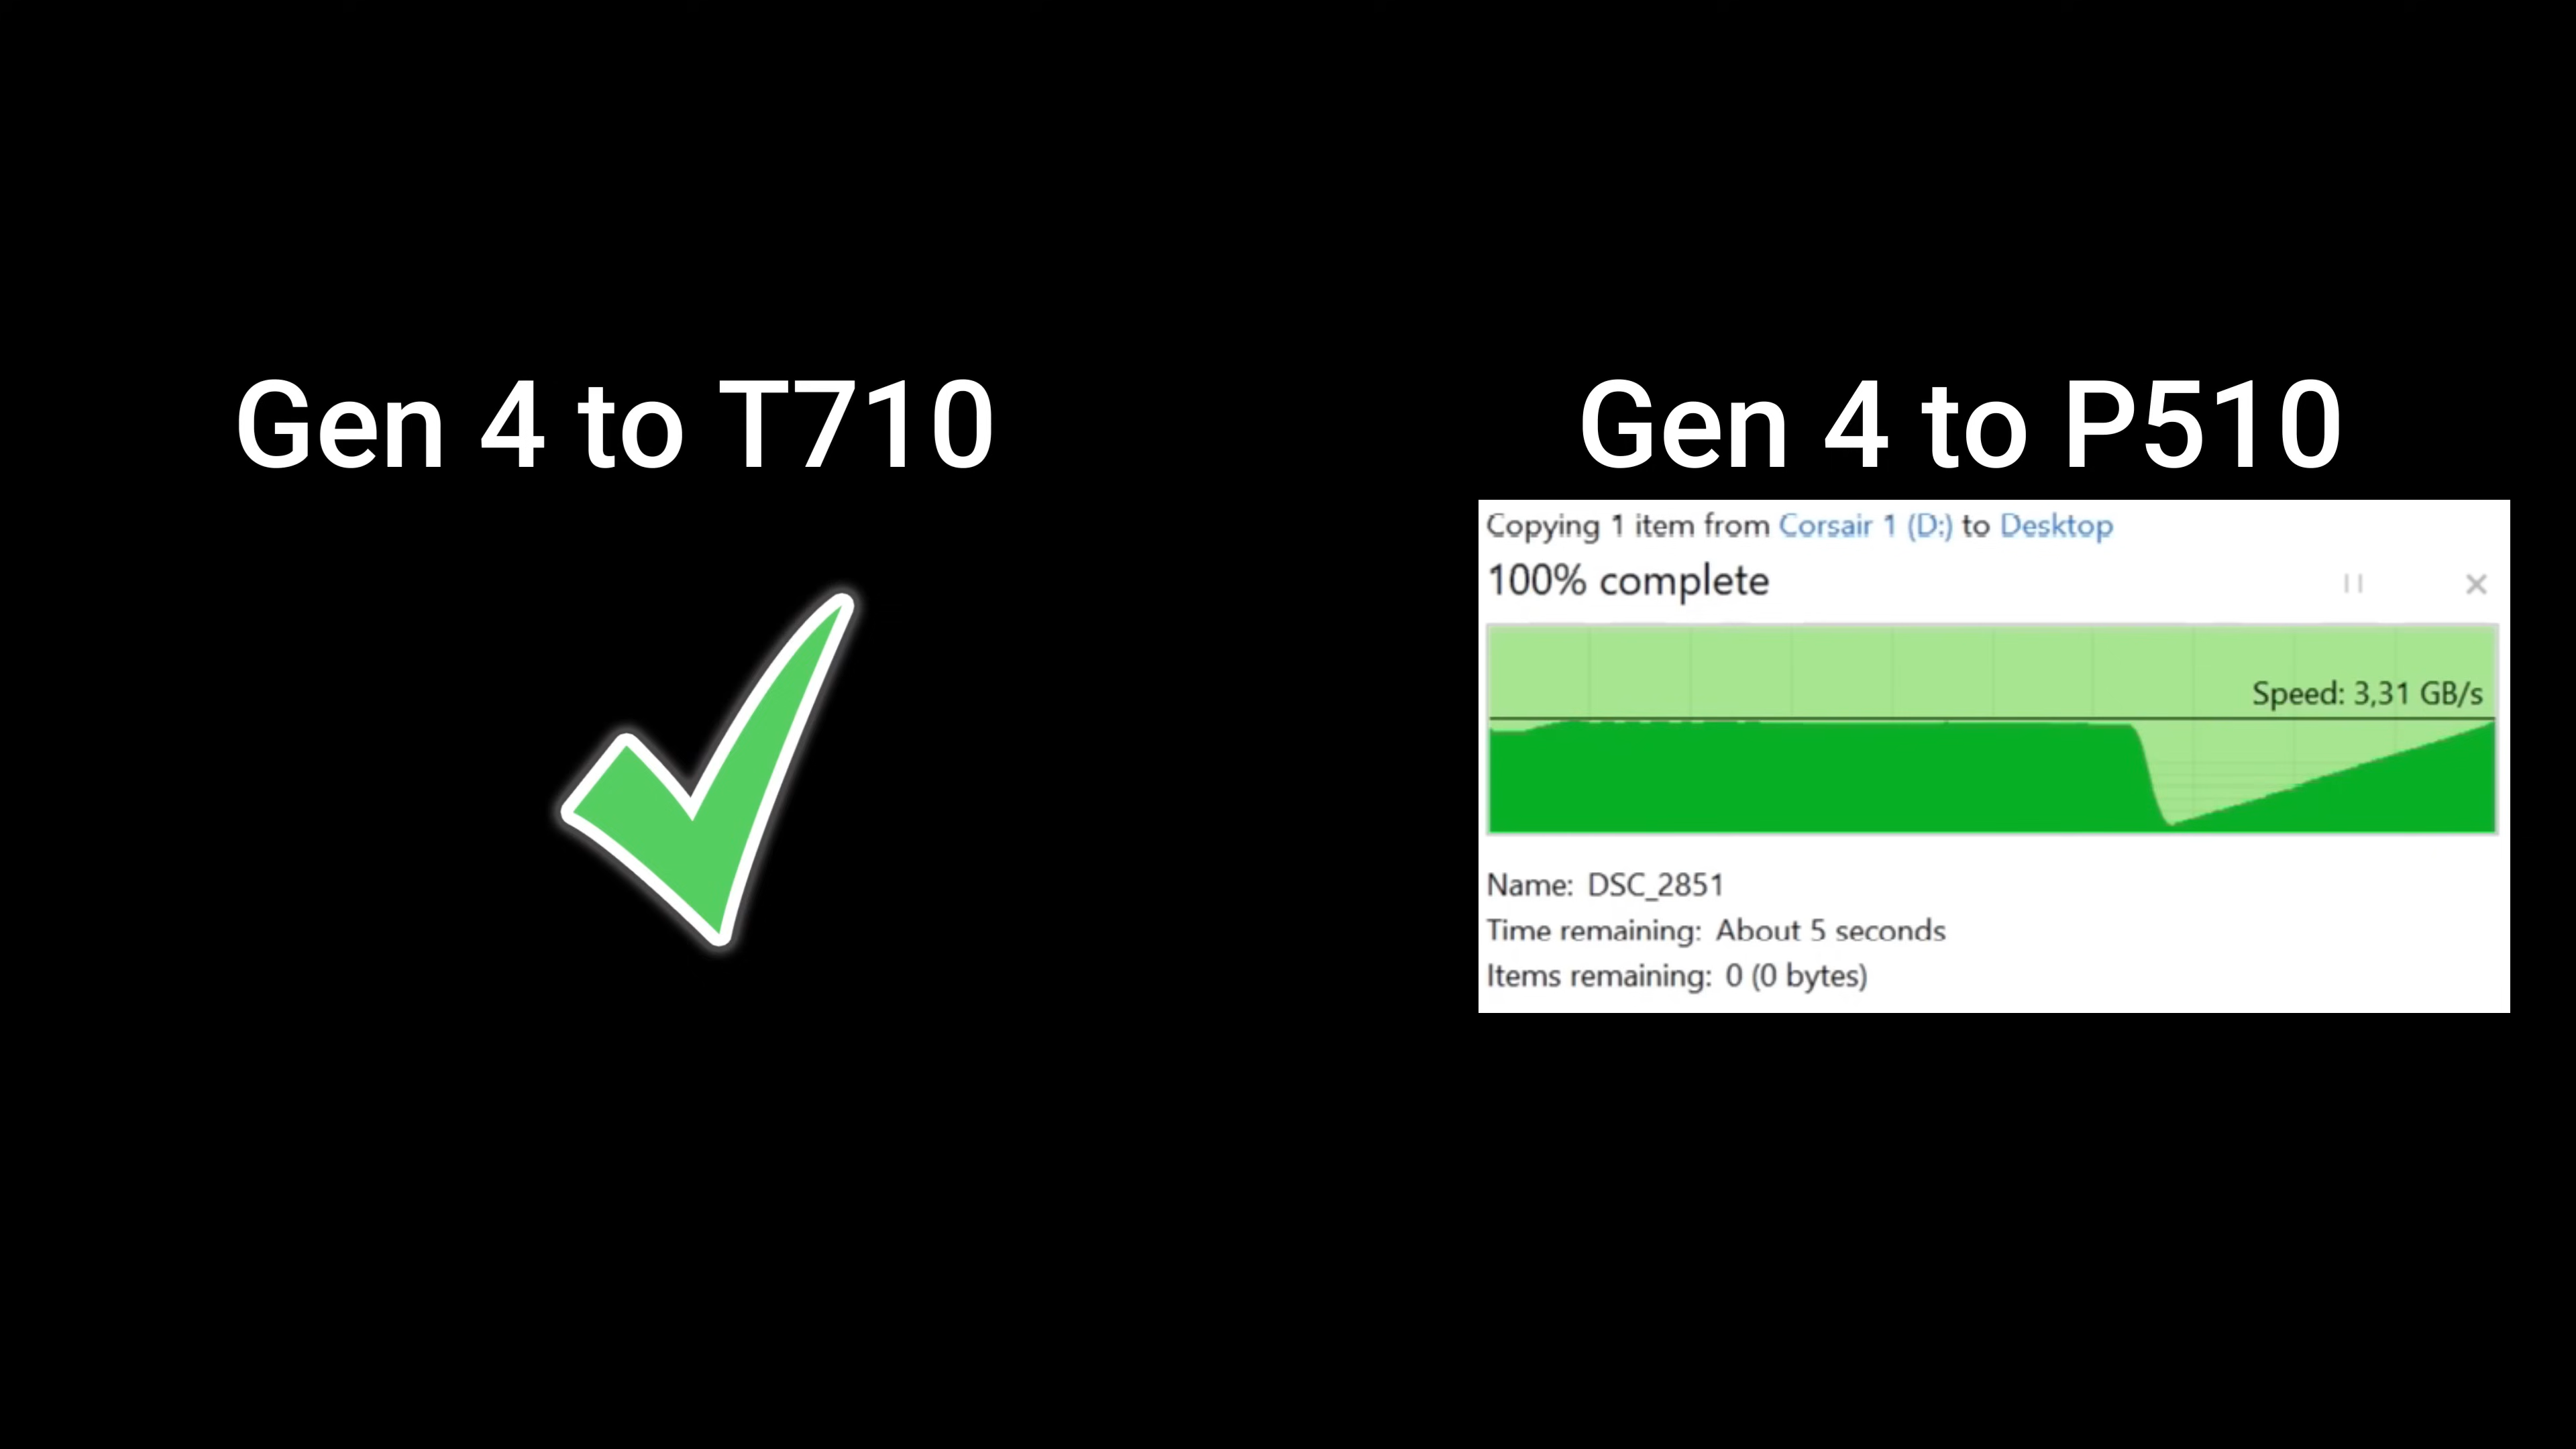 Gen 4 to T710
Gen 4 to P510
Copying 1 item from Corsair 1 (D:) to Desktop
100% complete
Speed: 3,31 GB/s
Name: DSC_2851
Time remaining: About 5 seconds
Items remaining: 0 (0 bytes)